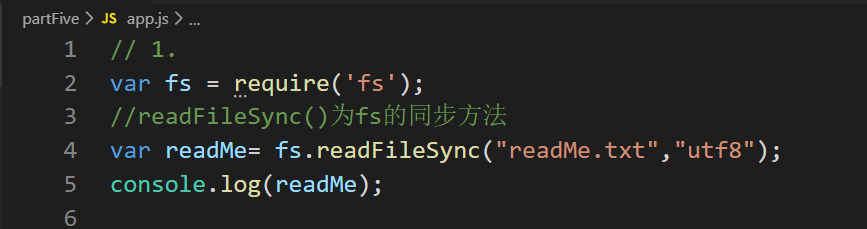 partFive > JS app.js > ...
1 // 1.
2 var fs = require('fs');
3 //readFileSync()为fs的同步方法
4 var readMe= fs.readFileSync("readMe.txt","utf8");
5 console.log(readMe);
6